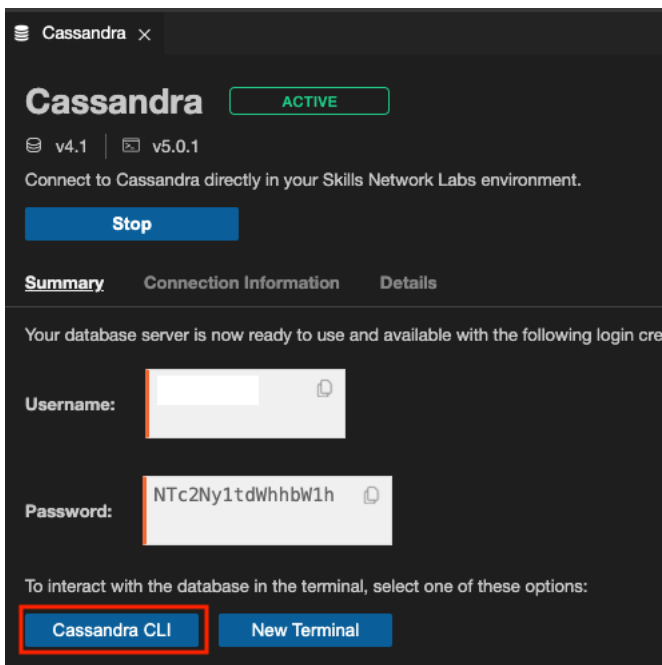 Cassandra
Cassandra ACTIVE
v4.1 v5.0.1
Connect to Cassandra directly in your Skills Network Labs environment.
Stop
Summary Connection Information Details
Your database server is now ready to use and available with the following login cre
Username:
Password: NTc2Ny1tdWhhbW1h
To interact with the database in the terminal, select one of these options:
Cassandra CLI New Terminal